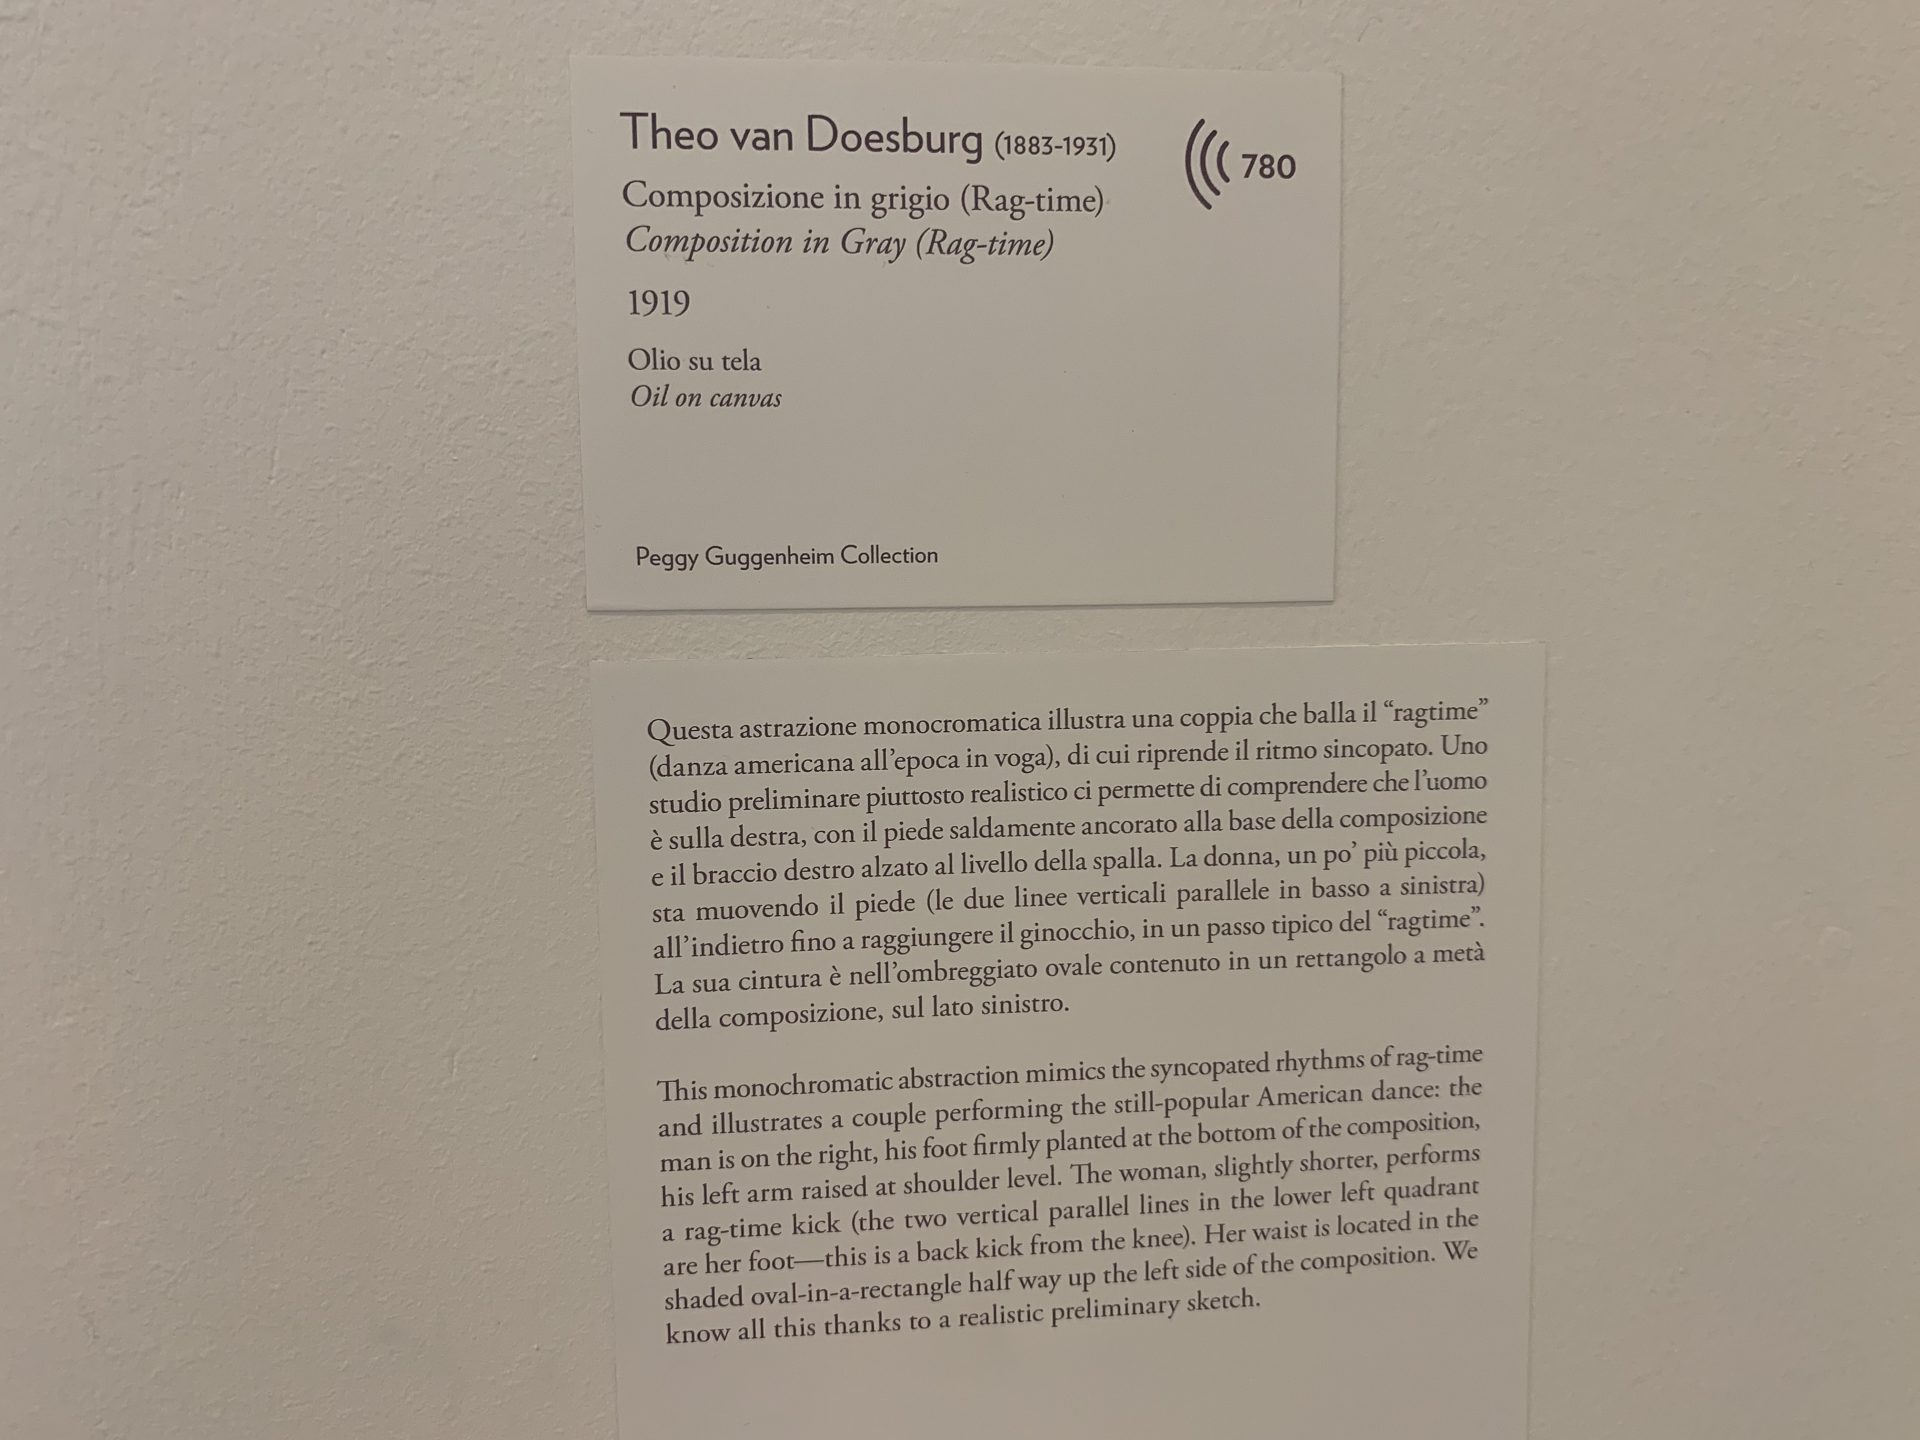 Theo van Doesburg (1883-1931)
780
Composizione in grigio (Rag-time)
Composition in Gray (Rag-time)
1919
Olio su tela
Oil on canvas
Peggy Guggenheim Collection
Questa astrazione monocromatica illustra una coppia che balla il “ragtime”
(danza americana all’epoca in voga), di cui riprende il ritmo sincopato. Uno
studio preliminare piuttosto realistico ci permette di comprendere che l’uomo
è sulla destra, con il piede saldamente ancorato alla base della composizione
e il braccio destro alzato al livello della spalla. La donna, un po’ più piccola,
sta muovendo il piede (le due linee verticali parallele in basso a sinistra)
all’indietro fino a raggiungere il ginocchio, in un passo tipico del “ragtime”.
La sua cintura è nell’ombreggiato ovale contenuto in un rettangolo a metà
della composizione, sul lato sinistro.
This monochromatic abstraction mimics the syncopated rhythms of rag-time
and illustrates a couple performing the still-popular American dance: the
man is on the right, his foot firmly planted at the bottom of the composition,
his left arm raised at shoulder level. The woman, slightly shorter, performs
a rag-time kick (the two vertical parallel lines in the lower left quadrant
are her foot—this is a back kick from the knee). Her waist is located in the
shaded oval-in-a-rectangle half way up the left side of the composition. We
know all this thanks to a realistic preliminary sketch.